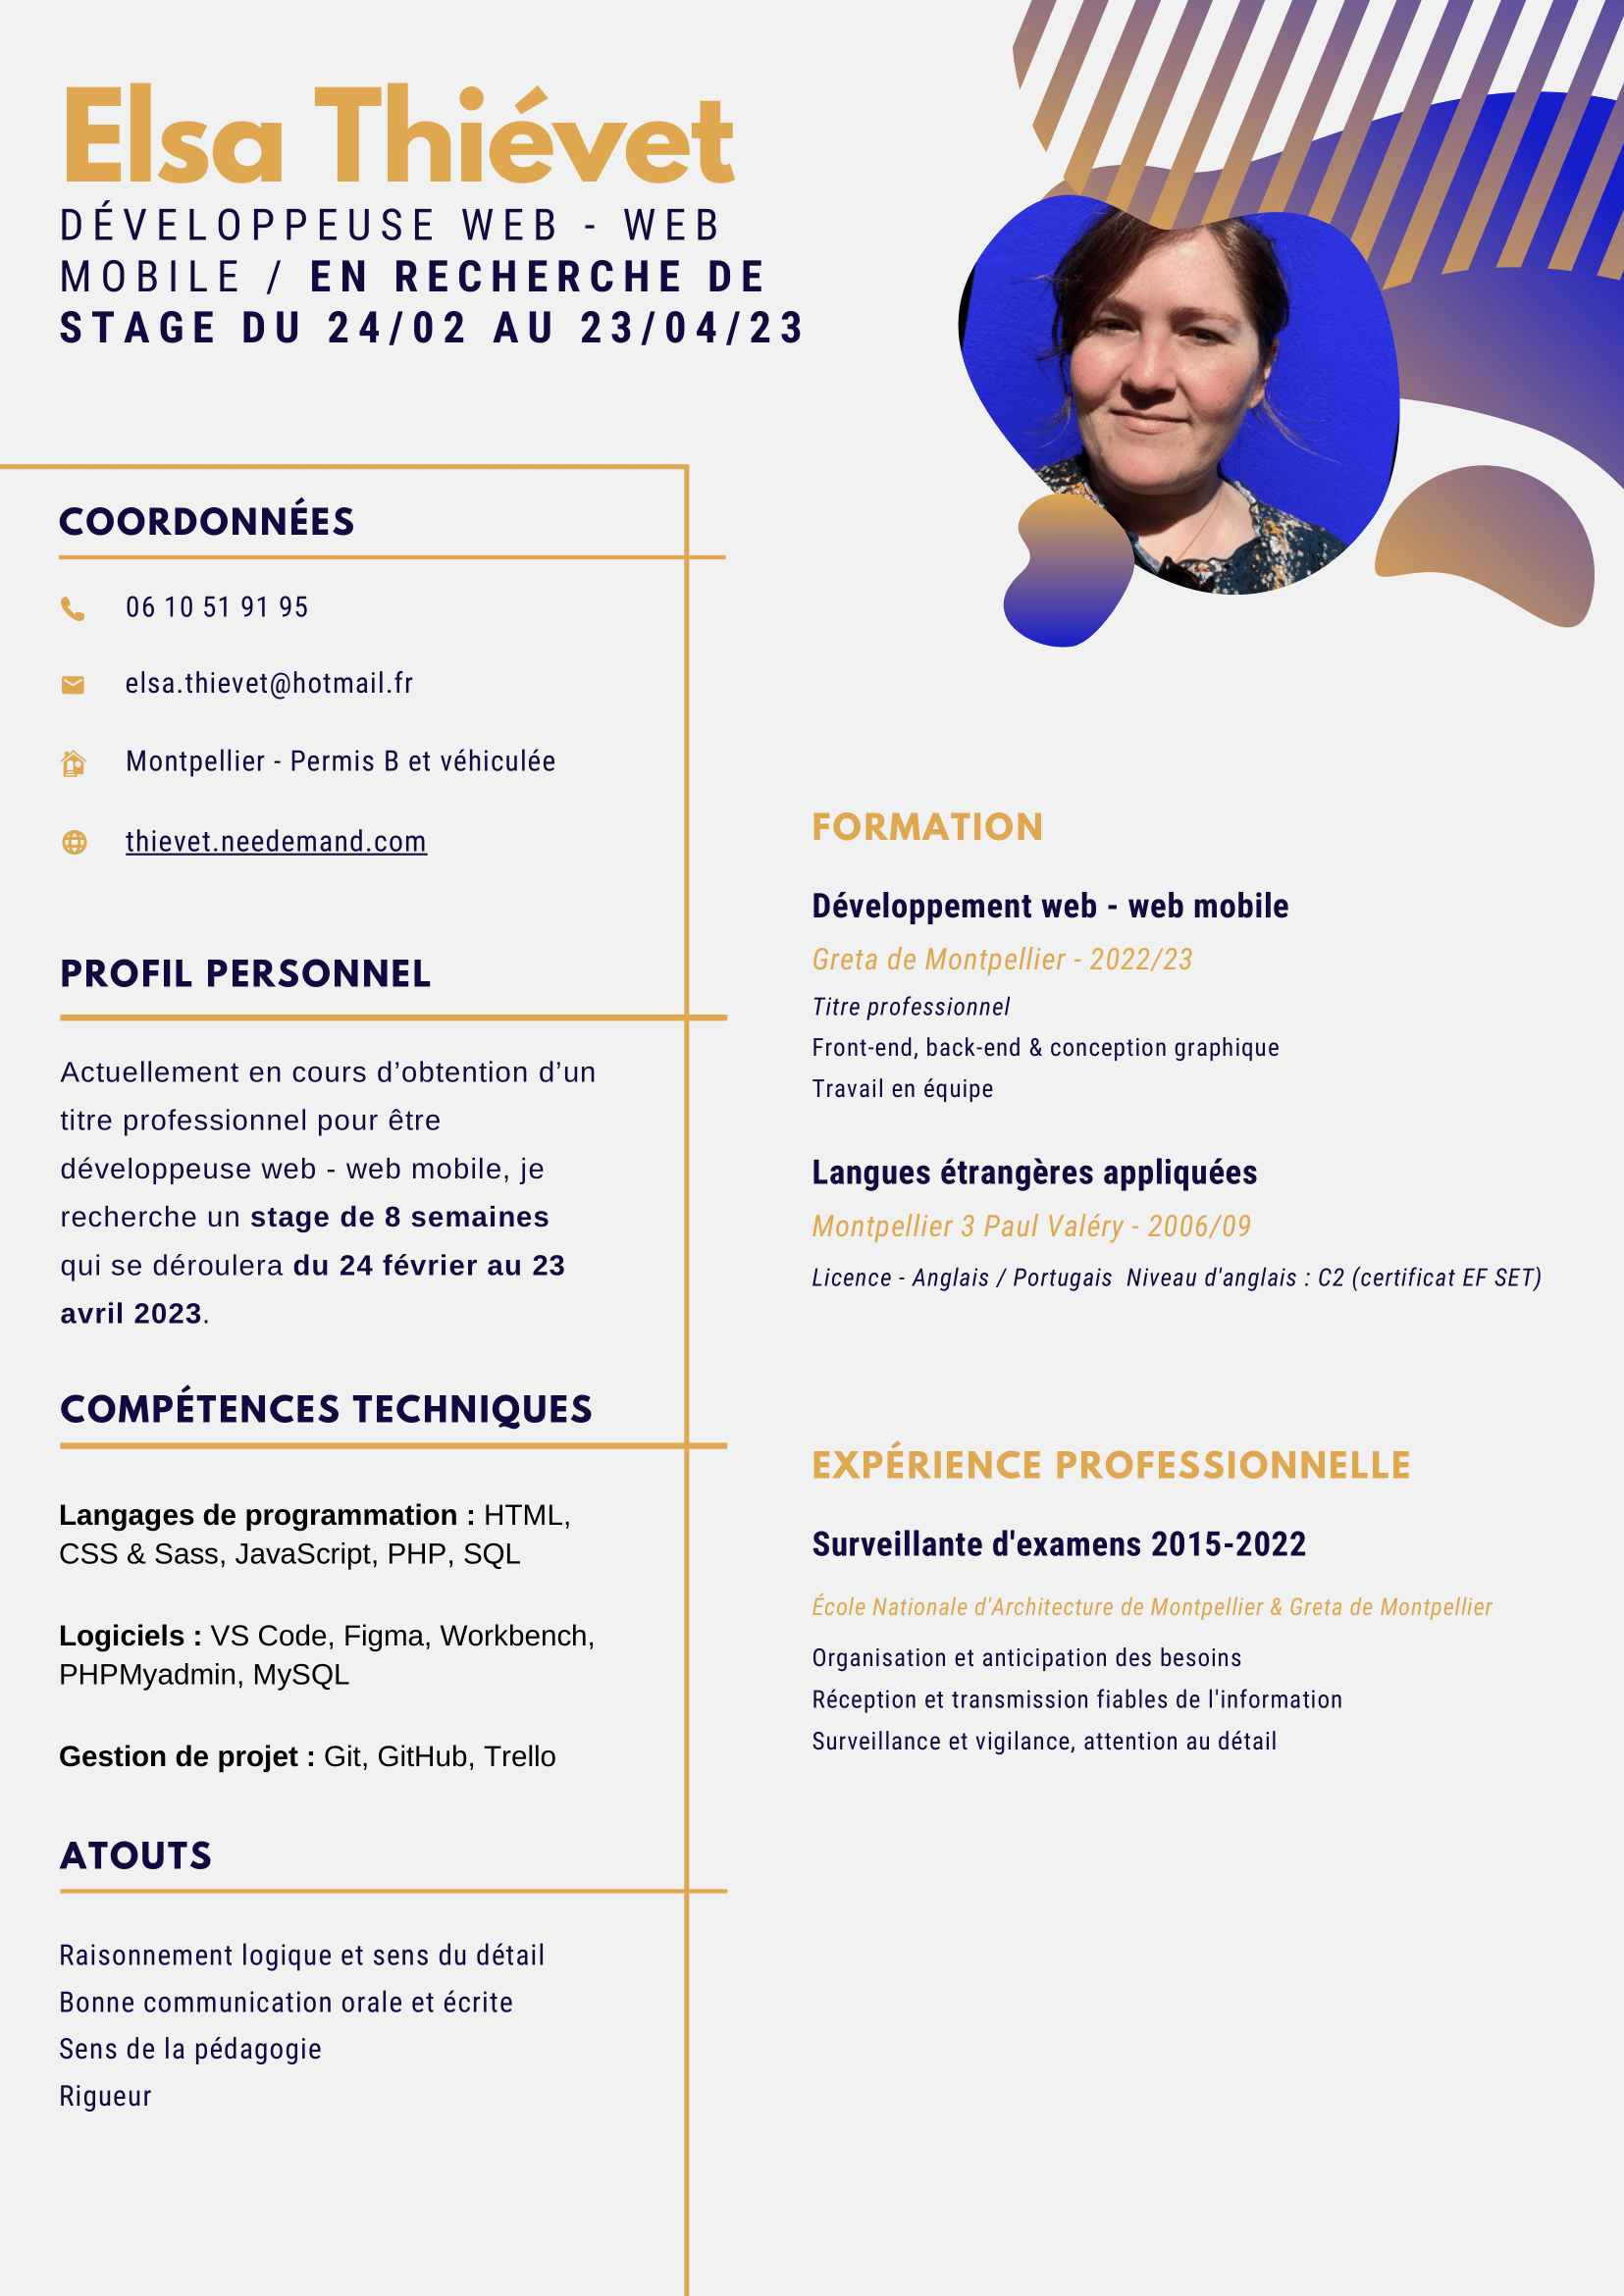 Elsa Thiévet
DÉVELOPPEUSE WEB - WEB
MOBILE / EN RECHERCHE DE
STAGE DU 24/02 AU 23/04/23
COORDONNÉES
06 10 51 91 95
elsa.thievet@hotmail.fr
Montpellier - Permis B et véhiculée
thievet.needemand.com
PROFIL PERSONNEL
Actuellement en cours d’obtention d’un
titre professionnel pour être
développeuse web - web mobile, je
recherche un stage de 8 semaines
qui se déroulera du 24 février au 23
avril 2023.
COMPÉTENCES TECHNIQUES
Langages de programmation : HTML,
CSS & Sass, JavaScript, PHP, SQL
Logiciels : VS Code, Figma, Workbench,
PHPMyadmin, MySQL
Gestion de projet : Git, GitHub, Trello
ATOUTS
Raisonnement logique et sens du détail
Bonne communication orale et écrite
Sens de la pédagogie
Rigueur
FORMATION
Développement web - web mobile
Greta de Montpellier - 2022/23
Titre professionnel
Front-end, back-end & conception graphique
Travail en équipe
Langues étrangères appliquées
Montpellier 3 Paul Valéry - 2006/09
Licence - Anglais / Portugais  Niveau d'anglais : C2 (certificat EF SET)
EXPÉRIENCE PROFESSIONNELLE
Surveillante d'examens 2015-2022
École Nationale d'Architecture de Montpellier & Greta de Montpellier
Organisation et anticipation des besoins
Réception et transmission fiables de l'information
Surveillance et vigilance, attention au détail